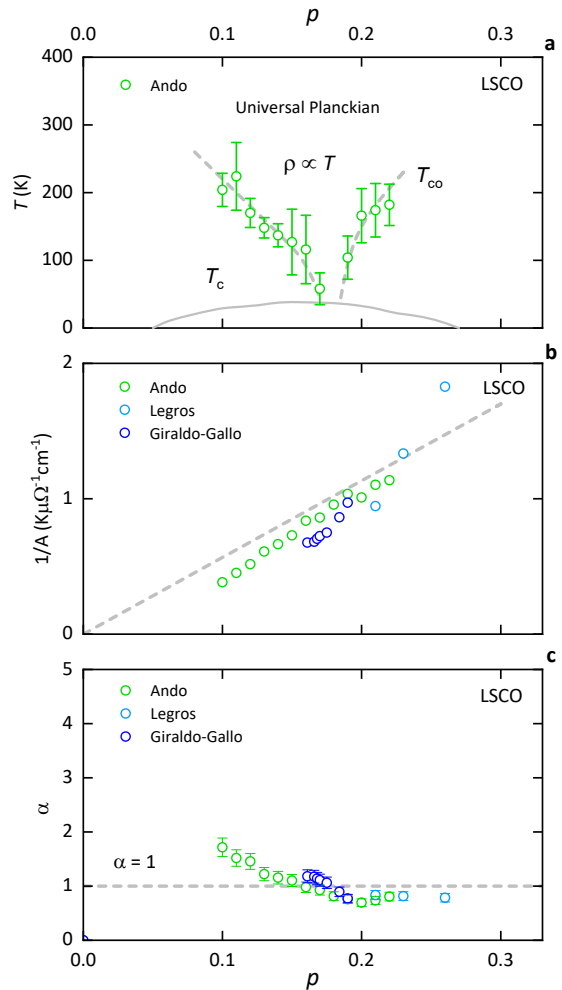 p
0.0 0.1 0.2 0.3
a
400
300
200
100
0
T (K)
Ando
LSCO
Universal Planckian
ρ ∝ T
T_co
T_c
b
2
1
0
1/A (KμΩ⁻¹cm⁻¹)
Ando
LSCO
Legros
Giraldo-Gallo
c
5
4
3
2
1
0
α
Ando
LSCO
Legros
Giraldo-Gallo
α = 1
0.0 0.1 0.2 0.3
p